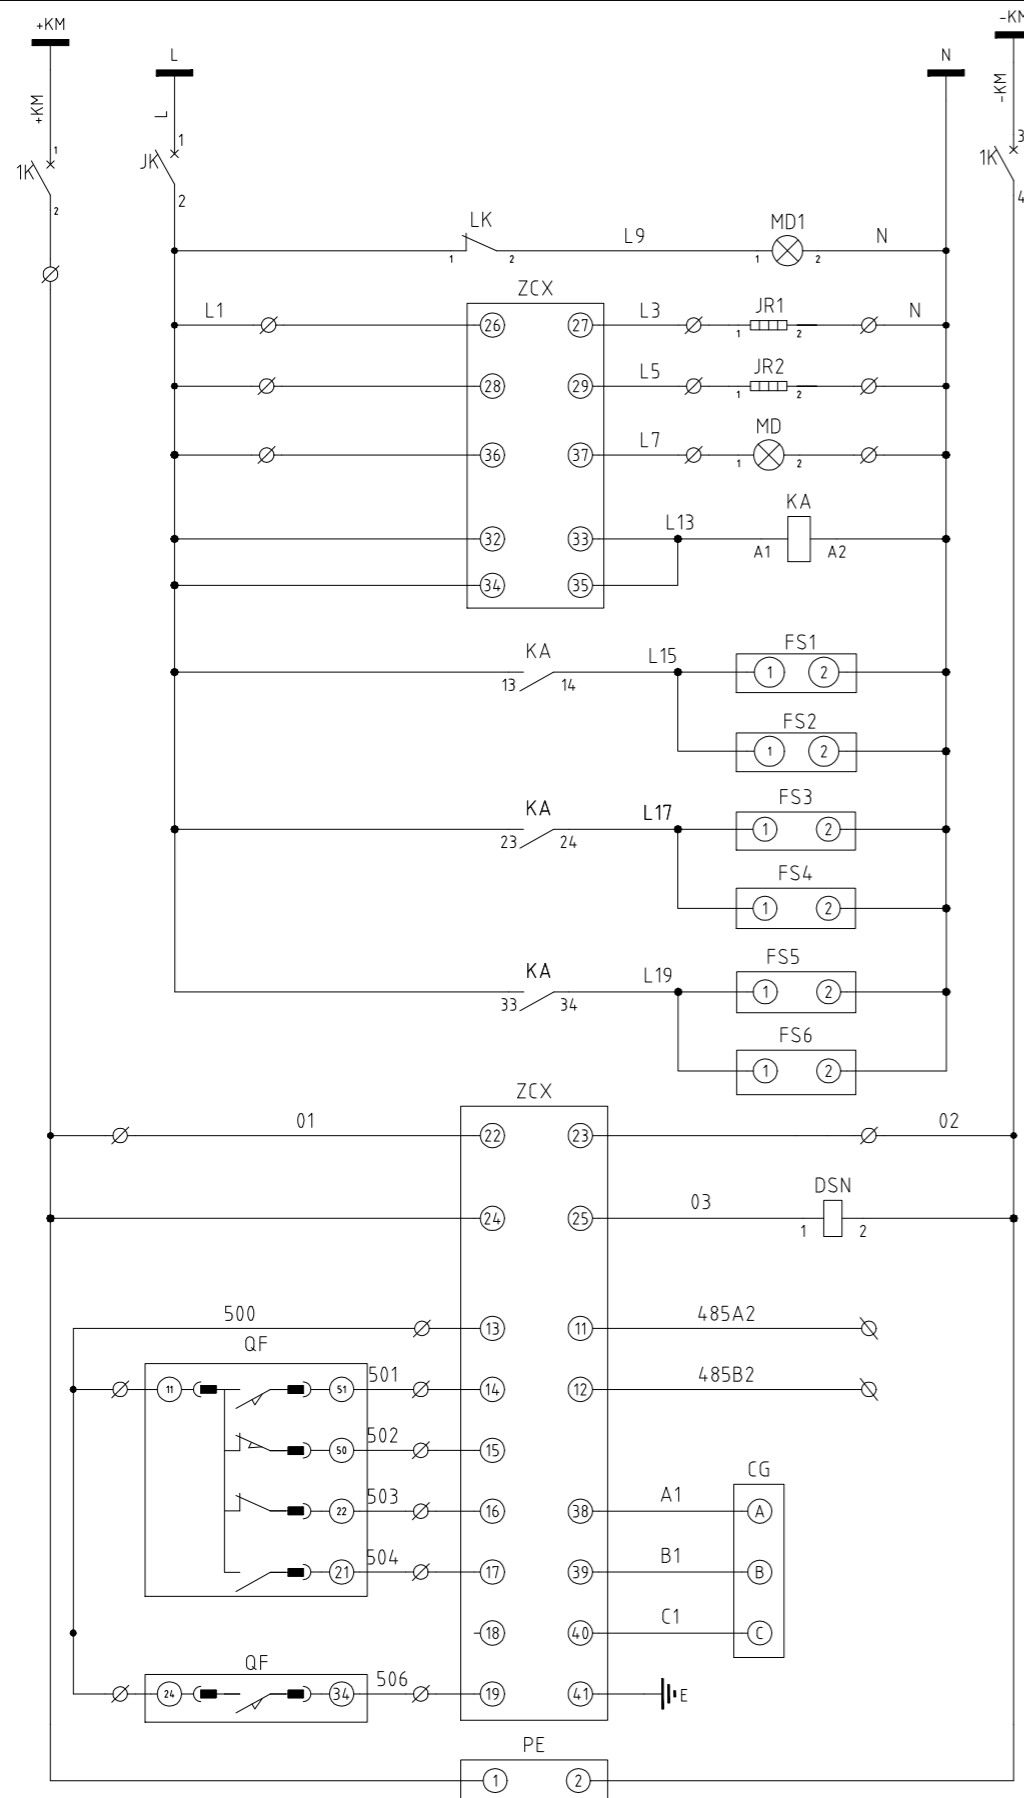 +KM -KM
L N
+KM L -KM
1 1 3
1K JK 1K
2 2 4
LK L9 MD1 N
1 2 1 2
ZCX
L1 26 27 L3 JR1 N
1 2
28 29 L5 JR2
1 2
36 37 L7 MD
1 2
32 33 L13 KA
A1 A2
34 35
KA L15 FS1
13 14 1 2
FS2
1 2
KA L17 FS3
23 24 1 2
FS4
1 2
KA L19 FS5
33 34 1 2
FS6
1 2
ZCX
01 22 23 02
24 25 03 DSN
1 2
500 13 11 485A2
QF
11 51 501 14 12 485B2
50 502 15
CG
22 503 16 38 A1 A
21 504 17 39 B1 B
18 40 C1 C
QF
24 34 506 19 41 E
PE
1 2